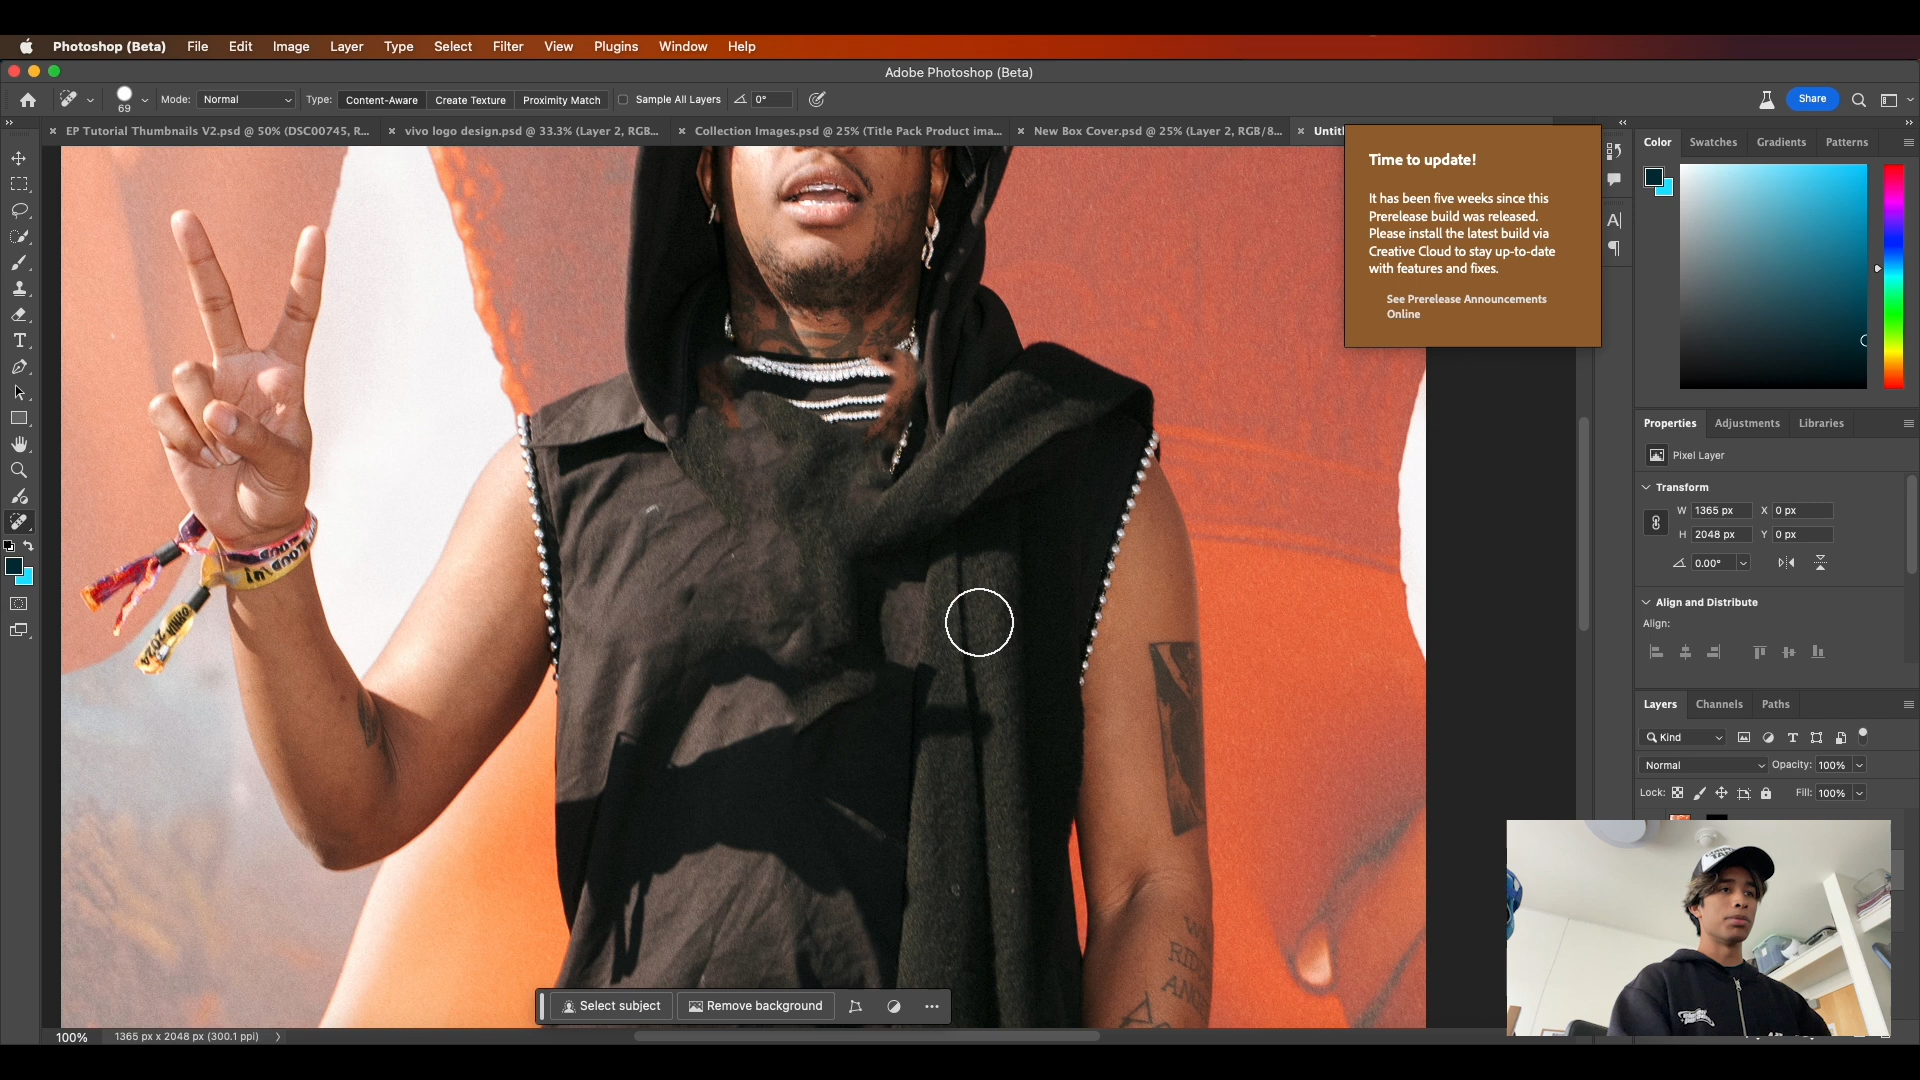 Photoshop (Beta) File Edit Image Layer Type Select Filter View Plugins Window Help
Adobe Photoshop (Beta)
69 Mode: Normal Type: Content-Aware Create Texture Proximity Match Sample All Layers 0° Share
EP Tutorial Thumbnails V2.psd @ 50% (DSC00745, R... vivo logo design.psd @ 33.3% (Layer 2, RGB... Collection Images.psd @ 25% (Title Pack Product ima... New Box Cover.psd @ 25% (Layer 2, RGB/8... Untit
Time to update!
It has been five weeks since this
Prerelease build was released.
Please install the latest build via
Creative Cloud to stay up-to-date
with features and fixes.
See Prerelease Announcements
Online
Color Swatches Gradients Patterns
Properties Adjustments Libraries
Pixel Layer
Transform
W 1365 px X 0 px
H 2048 px Y 0 px
0.00°
Align and Distribute
Align:
Layers Channels Paths
Kind
Normal Opacity: 100%
Lock: Fill: 100%
2024
RID
Select subject Remove background
100% 1365 px x 2048 px (300.1 ppi)